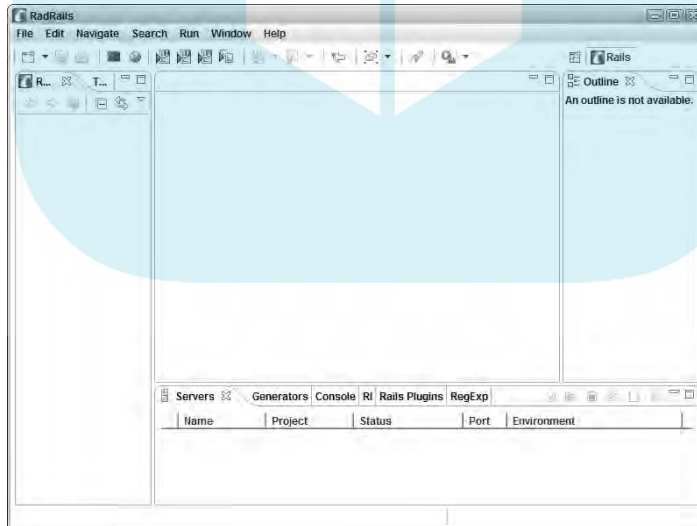 RadRails
File Edit Navigate Search Run Window Help
Rails
R... T...
Outline
An outline is not available.
Servers Generators Console RI Rails Plugins RegExp
Name Project Status Port Environment